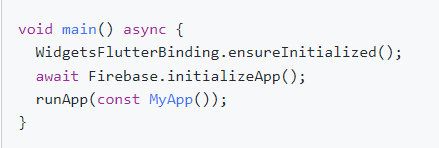 void main() async {
  WidgetsFlutterBinding.ensureInitialized();
  await Firebase.initializeApp();
  runApp(const MyApp());
}